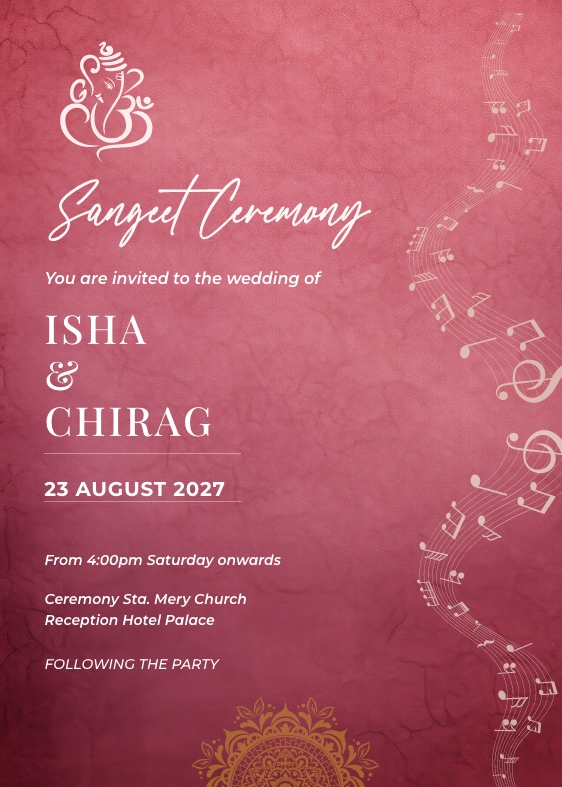 Sangeet Ceremony
You are invited to the wedding of
ISHA
&
CHIRAG
23 AUGUST 2027
From 4:00pm Saturday onwards
Ceremony Sta. Mery Church
Reception Hotel Palace
FOLLOWING THE PARTY